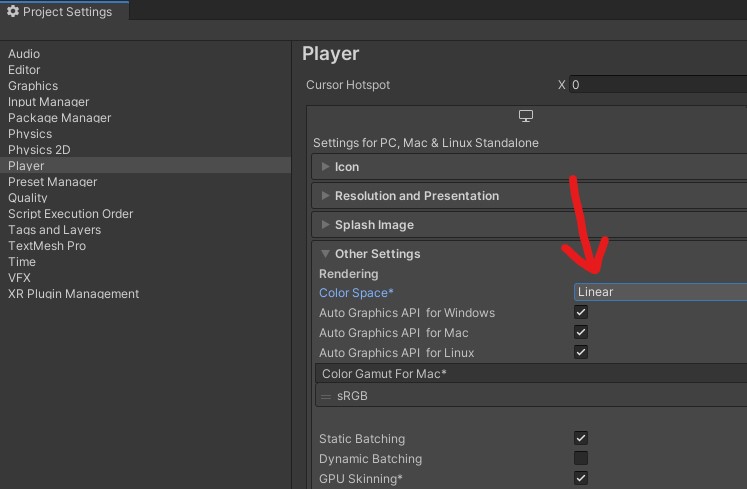 Project Settings
Audio
Editor
Graphics
Input Manager
Package Manager
Physics
Physics 2D
Player
Preset Manager
Quality
Script Execution Order
Tags and Layers
TextMesh Pro
Time
VFX
XR Plugin Management
Player
Cursor Hotspot X 0
Settings for PC, Mac & Linux Standalone
Icon
Resolution and Presentation
Splash Image
Other Settings
Rendering
Color Space* Linear
Auto Graphics API for Windows
Auto Graphics API for Mac
Auto Graphics API for Linux
Color Gamut For Mac*
sRGB
Static Batching
Dynamic Batching
GPU Skinning*